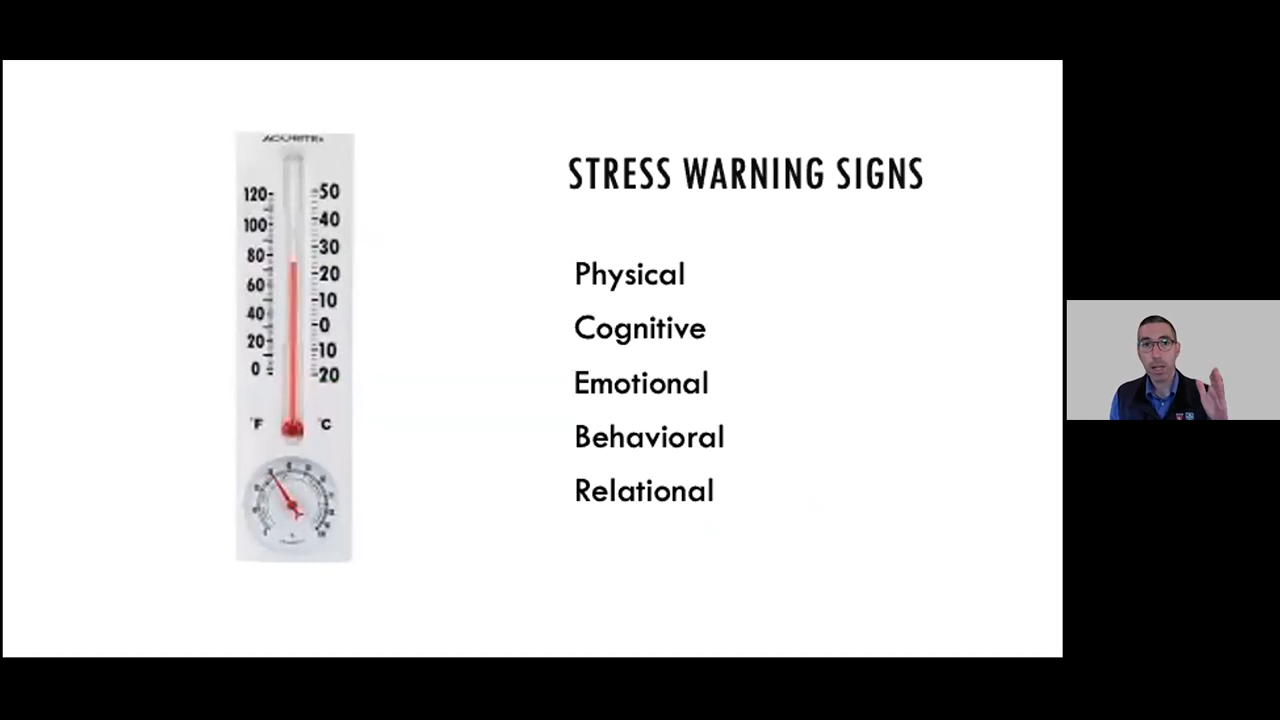 ACURITE
120
50
100
40
80
30
60
20
40
10
20
0
0
10
20
°F
°C
STRESS WARNING SIGNS
Physical
Cognitive
Emotional
Behavioral
Relational